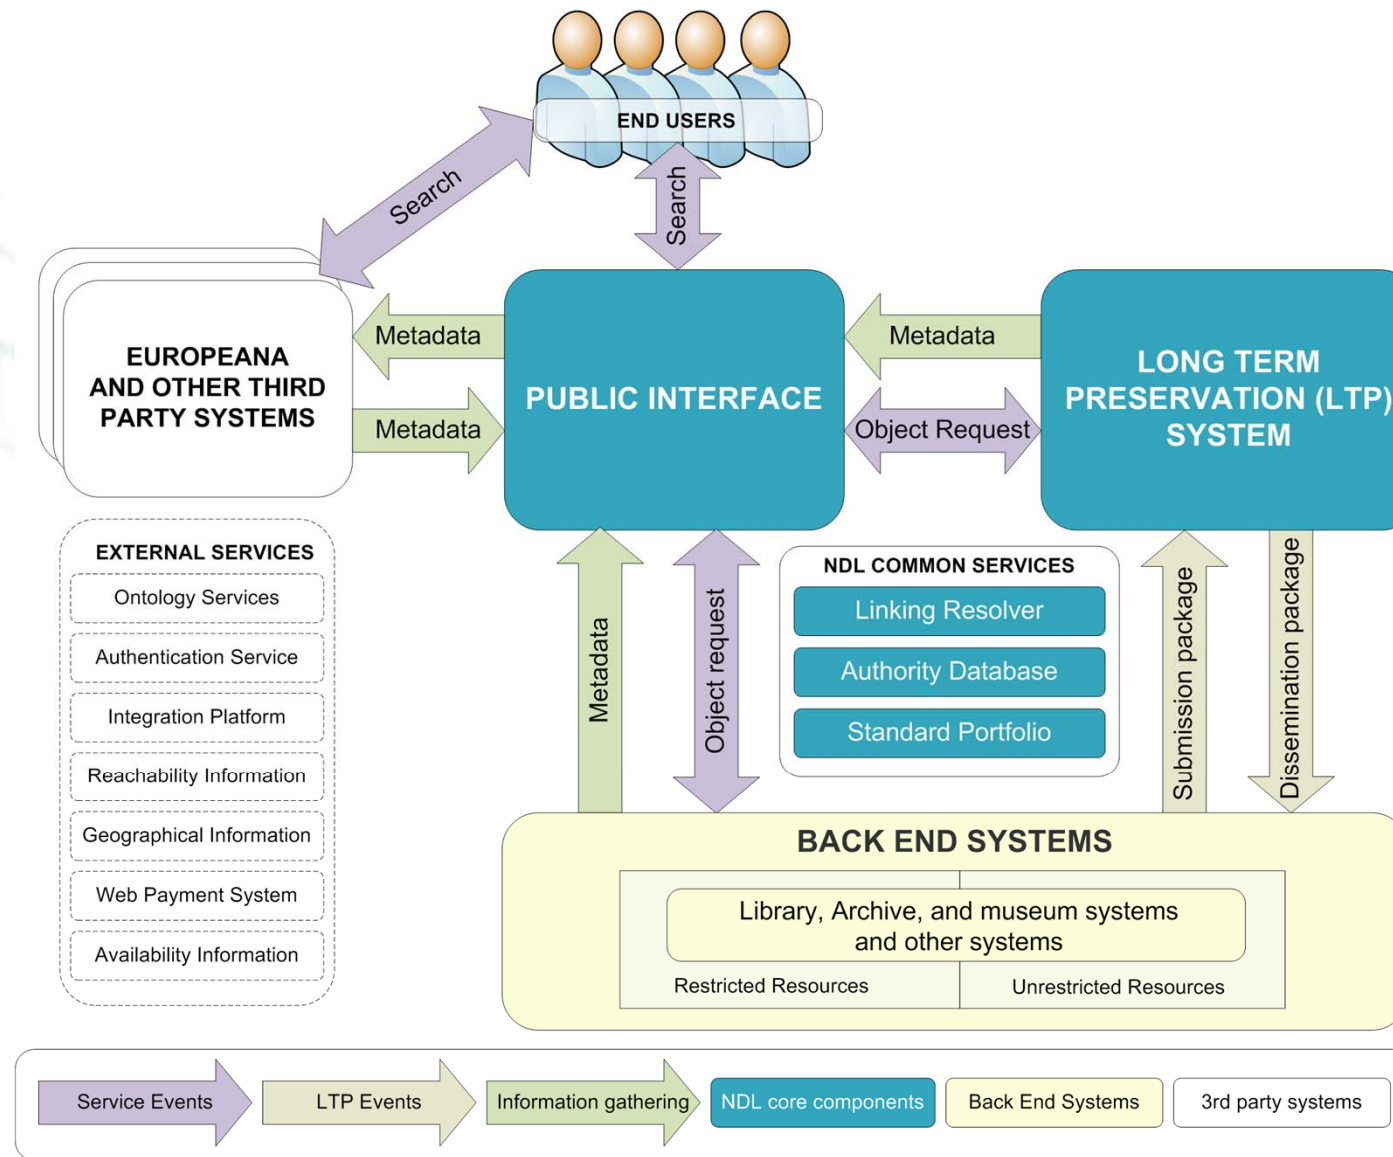 END USERS
Search
Search
EUROPEANA
AND OTHER THIRD
PARTY SYSTEMS
Metadata
Metadata
PUBLIC INTERFACE
Metadata
Object Request
LONG TERM
PRESERVATION (LTP)
SYSTEM
EXTERNAL SERVICES
Ontology Services
Authentication Service
Integration Platform
Reachability Information
Geographical Information
Web Payment System
Availability Information
Metadata
Object request
NDL COMMON SERVICES
Linking Resolver
Authority Database
Standard Portfolio
Submission package
Dissemination package
BACK END SYSTEMS
Library, Archive, and museum systems
and other systems
Restricted Resources
Unrestricted Resources
Service Events
LTP Events
Information gathering
NDL core components
Back End Systems
3rd party systems